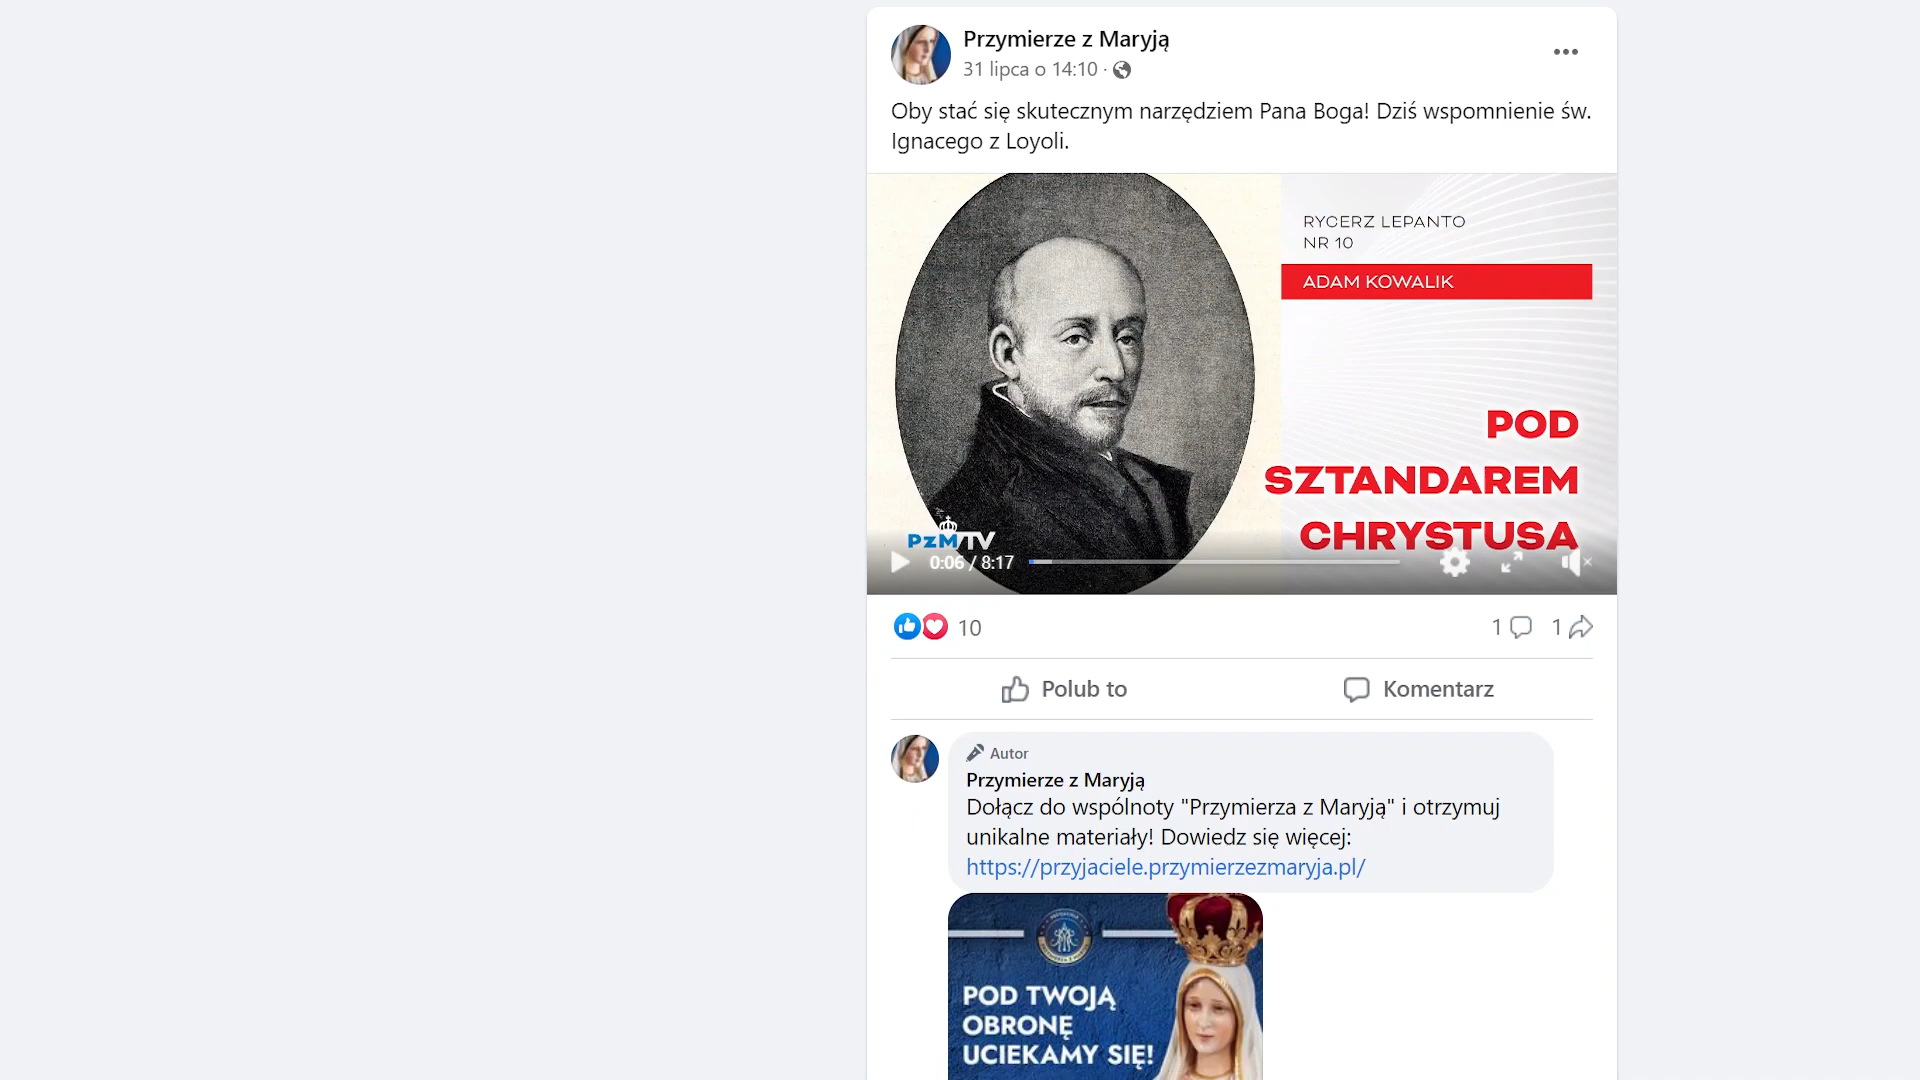 Przymierze z Maryją
31 lipca o 14:10 ·
Oby stać się skutecznym narzędziem Pana Boga! Dziś wspomnienie św.
Ignacego z Loyoli.
RYCERZ LEPANTO
NR 10
ADAM KOWALIK
POD
SZTANDAREM
CHRYSTUSA
PzM/TV
0:06 / 8:17
10
1
1
Polub to
Komentarz
Autor
Przymierze z Maryją
Dołącz do wspólnoty "Przymierza z Maryją" i otrzymuj
unikalne materiały! Dowiedz się więcej:
https://przyjaciele.przymierzezmaryja.pl/
POD TWOJĄ
OBRONĘ
UCIEKAMY SIĘ!